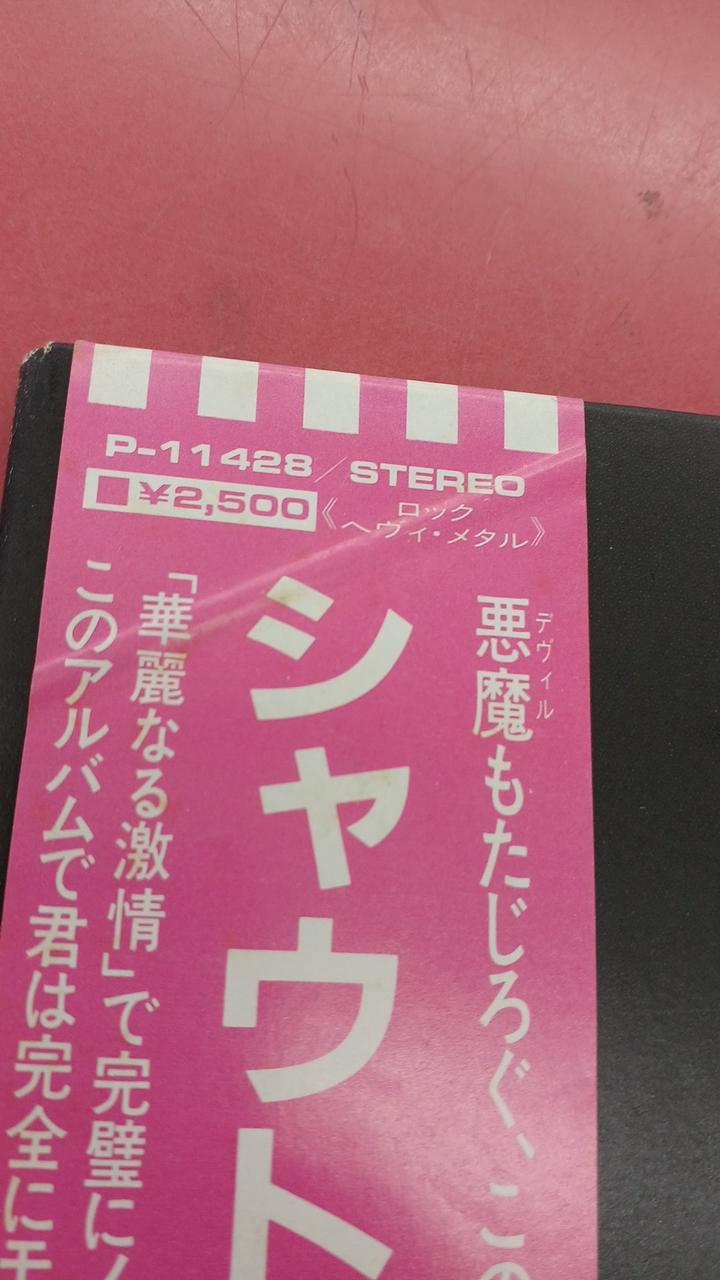 P-11428/STEREO
¥2,500《ロック
ヘヴィ・メタル》
デヴィル
悪魔もたじろぐ、この
シャウト
「華麗なる激情」で完璧に
このアルバムで君は完全に